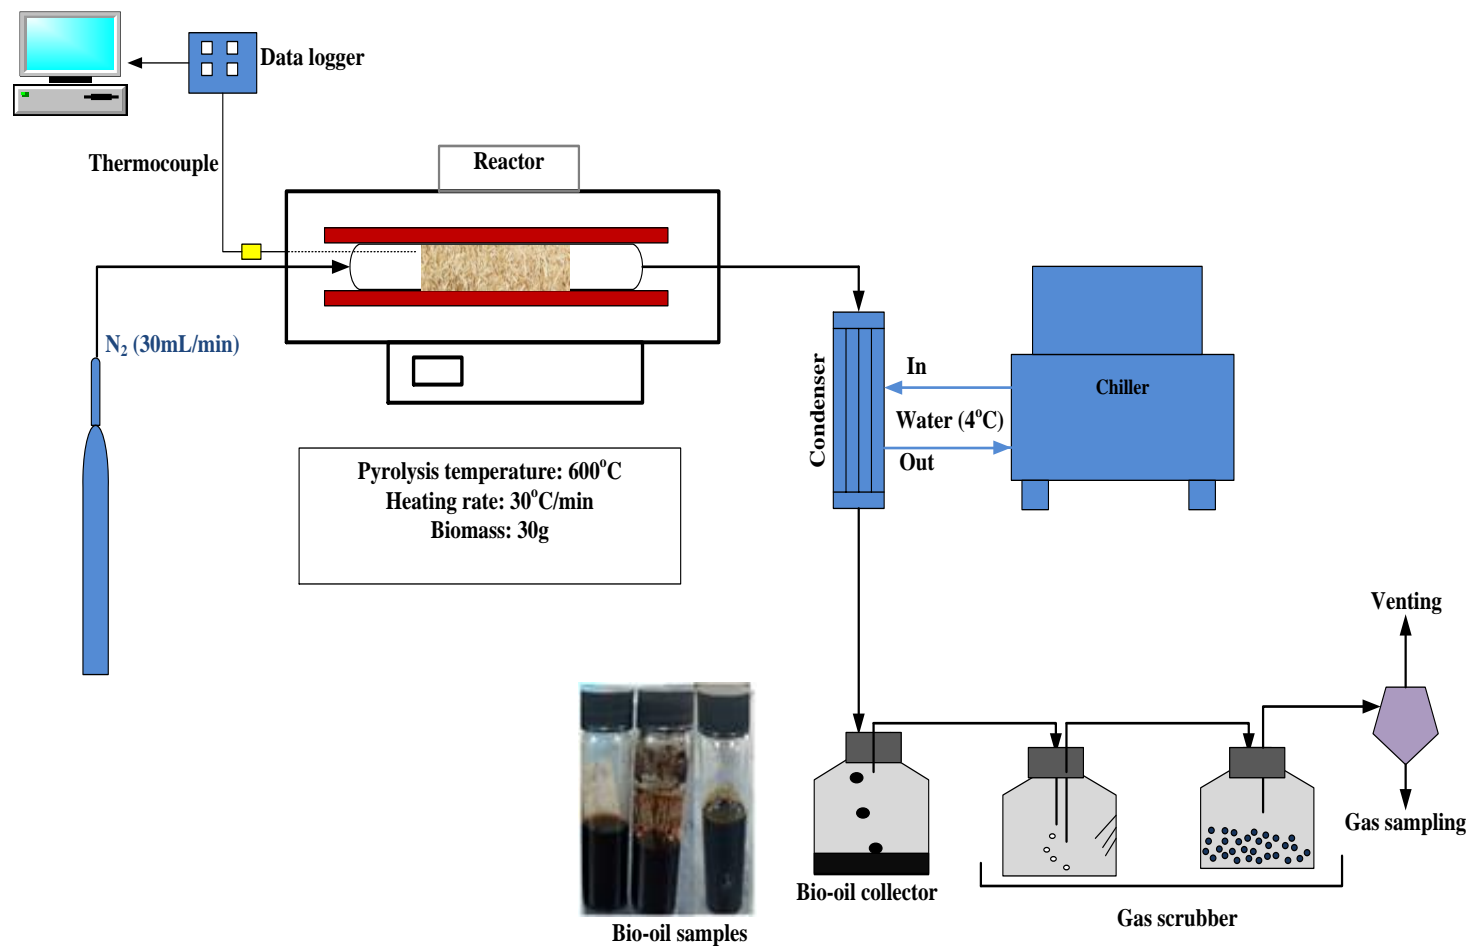 Data logger
Thermocouple
Reactor
N₂ (30mL/min)
Condenser
In
Water (4°C)
Out
Chiller
Pyrolysis temperature: 600°C
Heating rate: 30°C/min
Biomass: 30g
Venting
Gas sampling
Bio-oil collector
Gas scrubber
Bio-oil samples